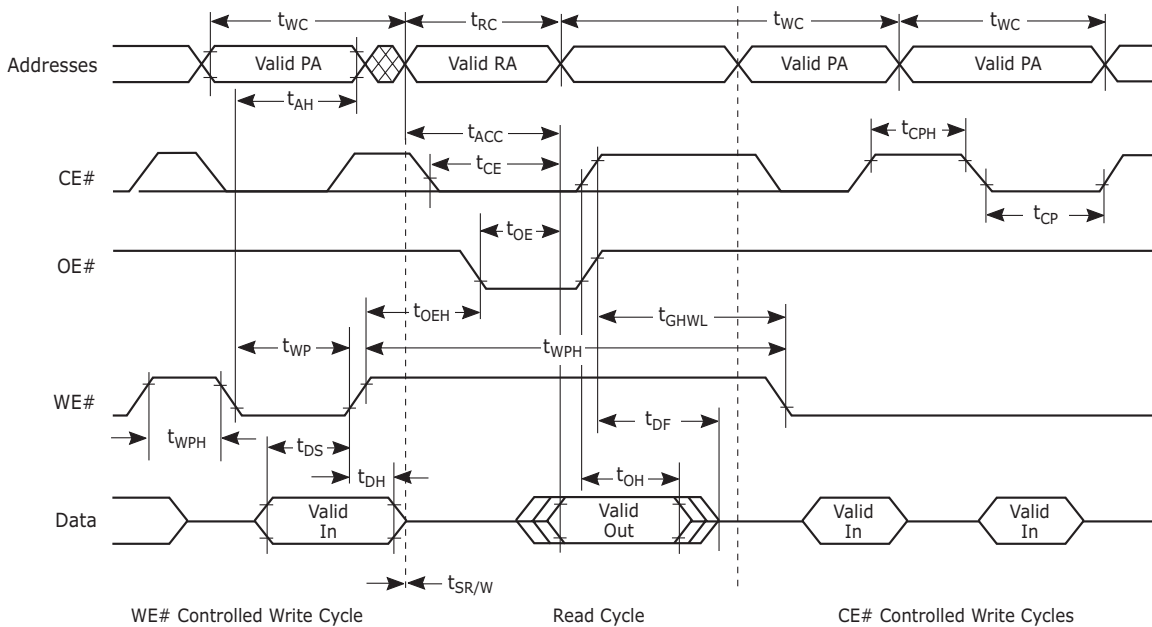 tWC tRC tWC tWC
Addresses Valid PA Valid RA Valid PA Valid PA
tAH
tACC tCPH
tCE
CE#
tOE tCP
OE#
tOEH tGHWL
tWP tWPH
WE#
tWPH tDS tDF
tDH tOH
Data Valid In Valid Out Valid In Valid In
tSR/W
WE# Controlled Write Cycle Read Cycle CE# Controlled Write Cycles